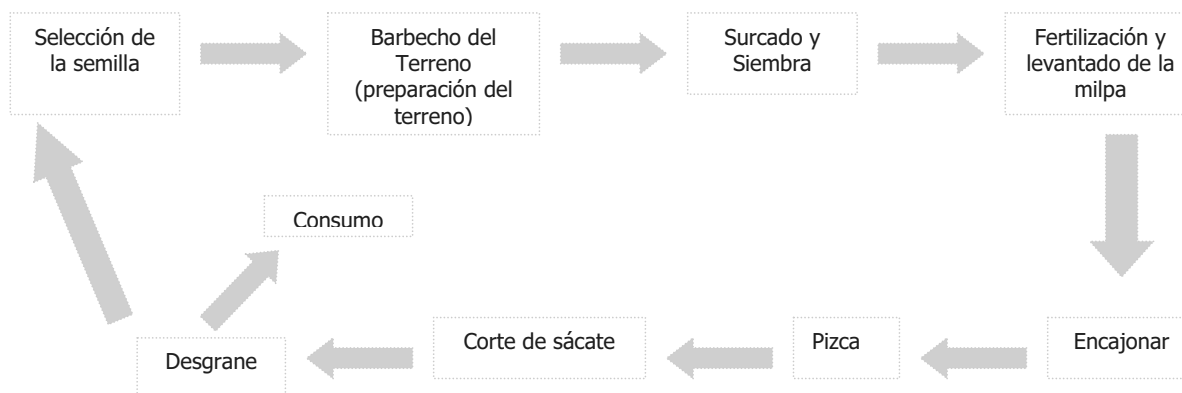 Selección de
la semilla
Barbecho del
Terreno
(preparación del
terreno)
Surcado y
Siembra
Fertilización y
levantado de la
milpa
Consumo
Desgrane
Corte de sácate
Pizca
Encajonar